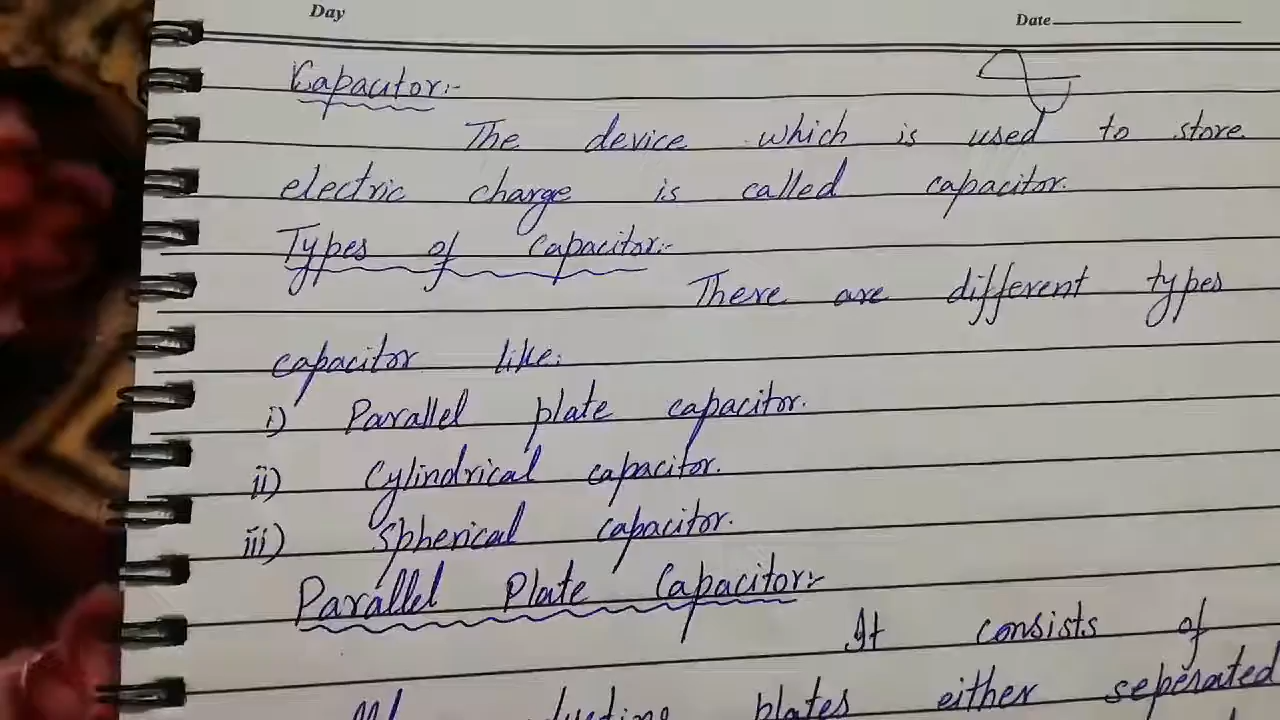 Day Date
Capacitor:-
The device which is used to store
electric charge is called capacitor.
Types of Capacitor:-
There are different types
capacitor like:
i) Parallel plate capacitor.
ii) Cylindrical capacitor.
iii) Spherical capacitor.
Parallel Plate Capacitor:-
It consists of
plates either seperated